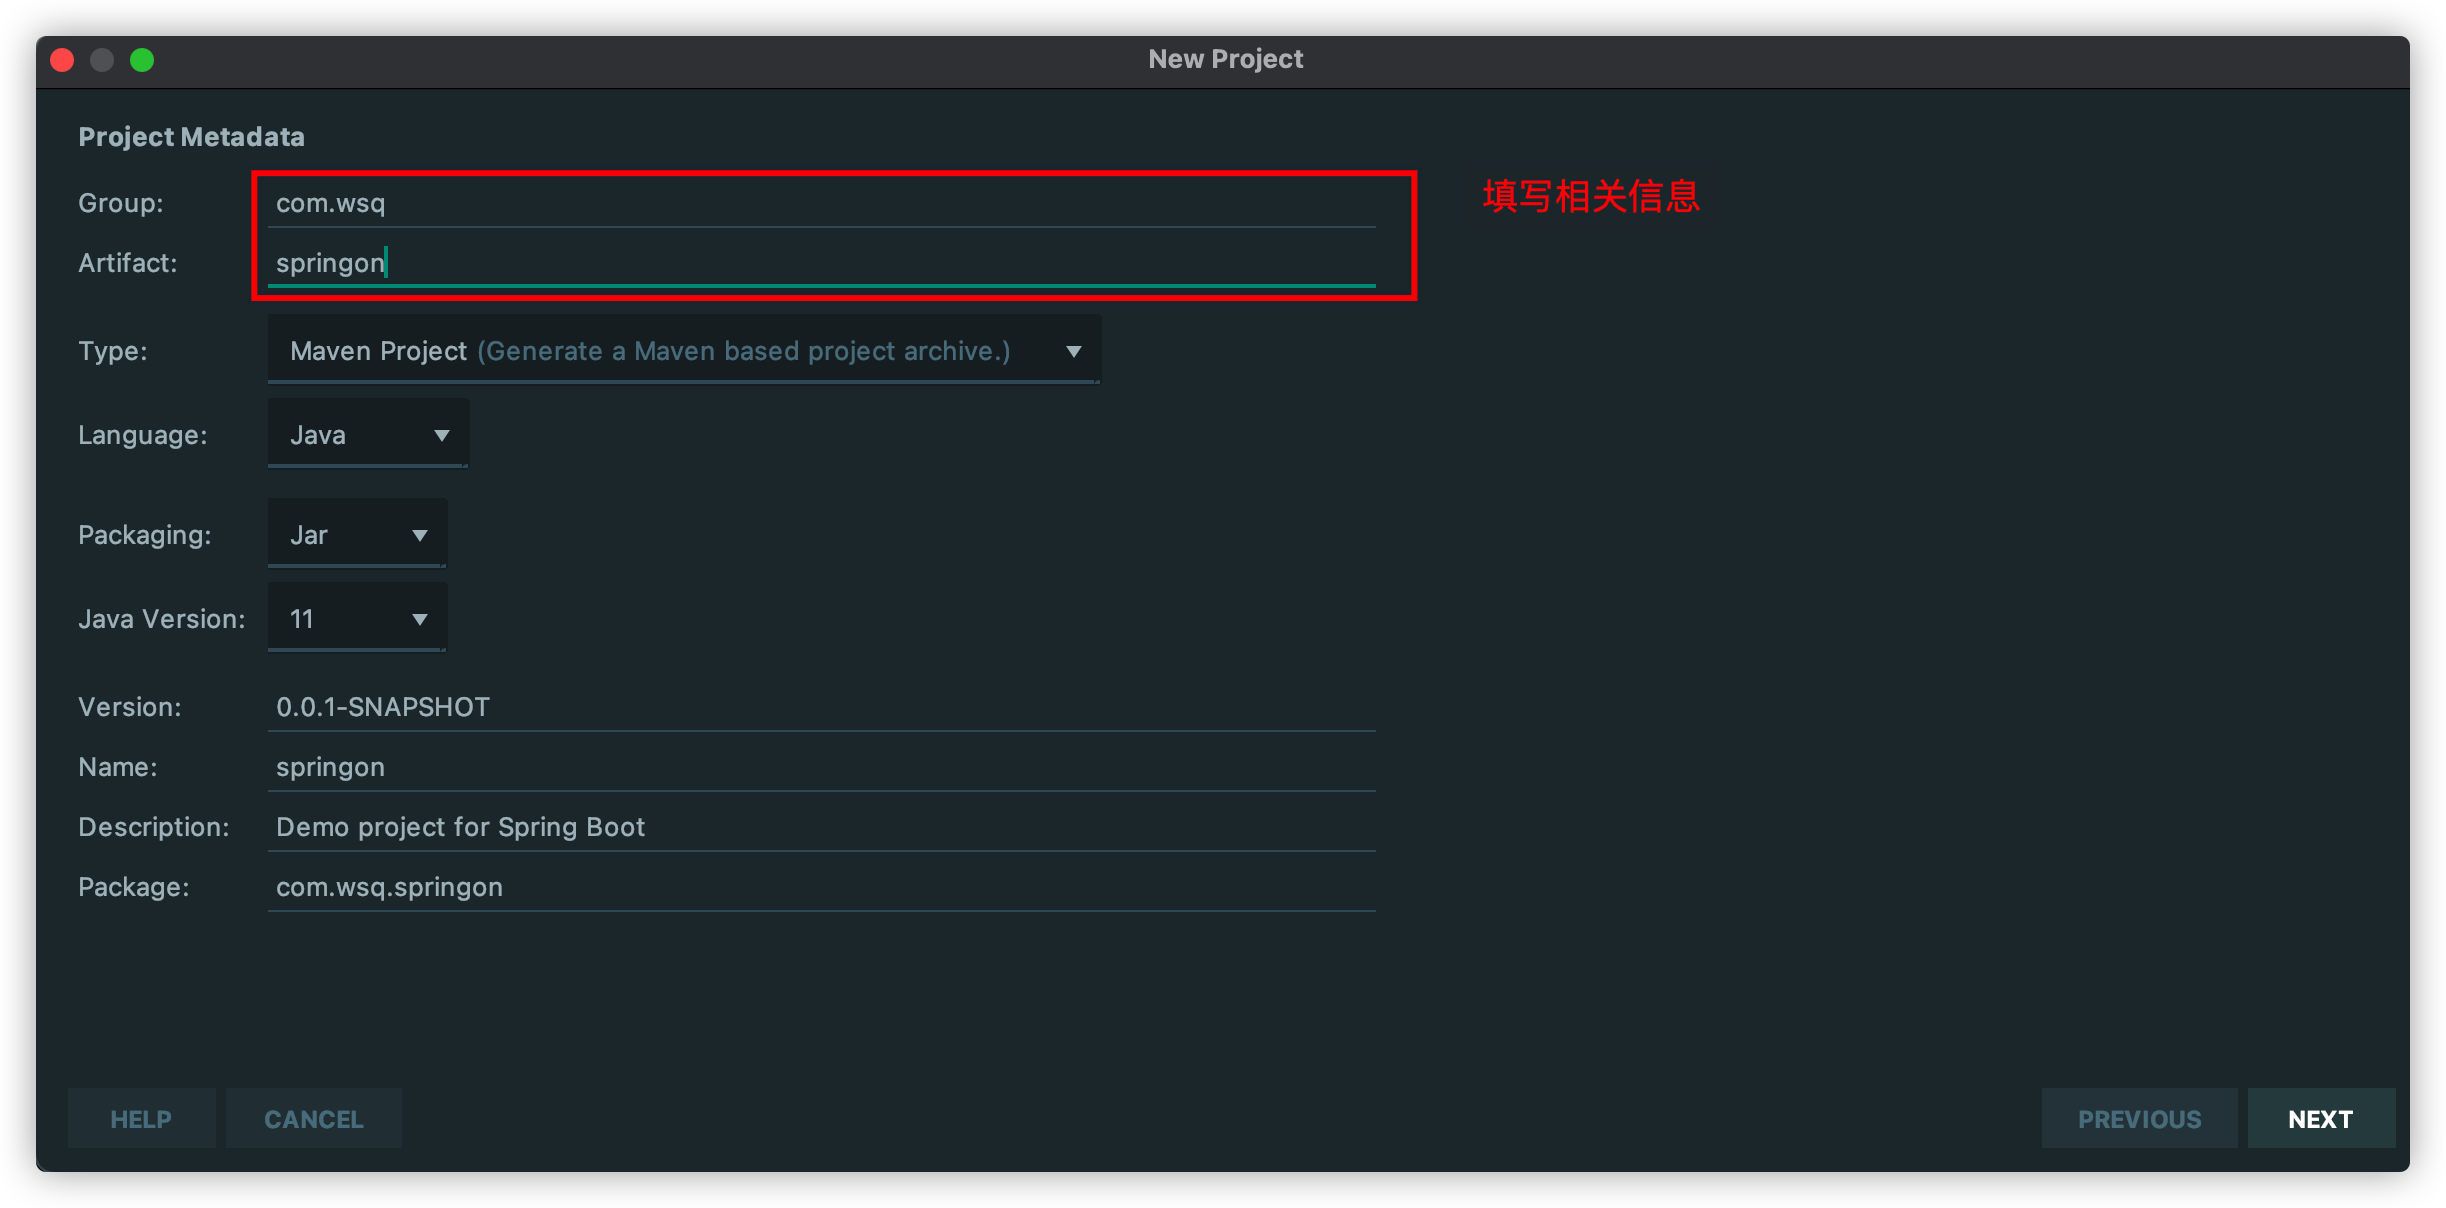 New Project
Project Metadata
Group: com.wsq
填写相关信息
Artifact: springon
Type: Maven Project (Generate a Maven based project archive.)
Language: Java
Packaging: Jar
Java Version: 11
Version: 0.0.1-SNAPSHOT
Name: springon
Description: Demo project for Spring Boot
Package: com.wsq.springon
HELP CANCEL PREVIOUS NEXT